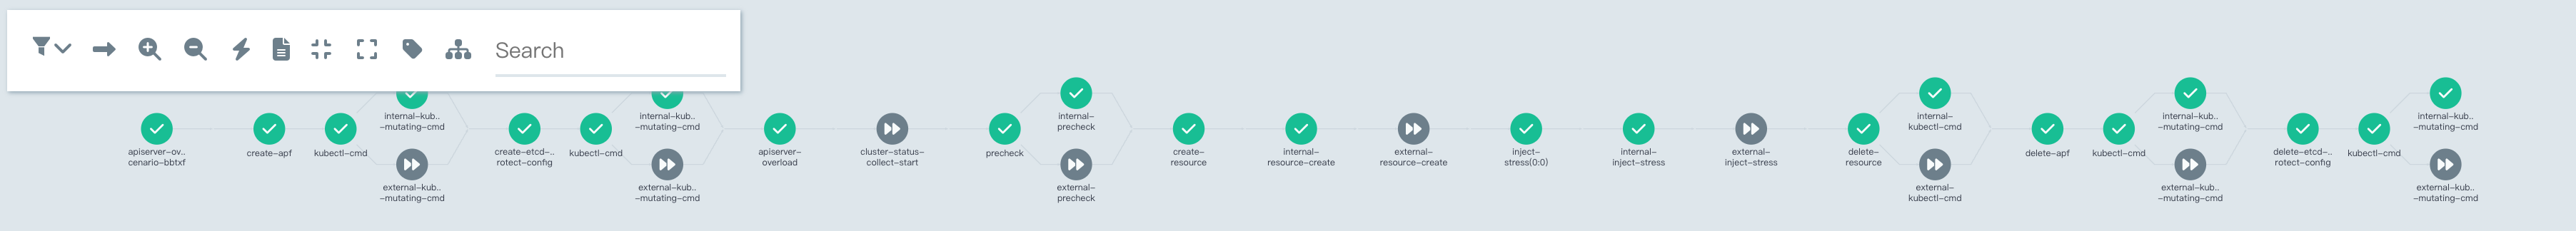 Search
apiserver-ov..
cenario-bbtxf
create-apf
kubectl-cmd
internal-kub..
-mutating-cmd
external-kub..
-mutating-cmd
create-etcd-..
rotect-config
kubectl-cmd
internal-kub..
-mutating-cmd
external-kub..
-mutating-cmd
apiserver-
overload
cluster-status-
collect-start
precheck
internal-
precheck
external-
precheck
create-
resource
internal-
resource-create
external-
resource-create
inject-
stress(0:0)
internal-
inject-stress
external-
inject-stress
delete-
resource
internal-
kubectl-cmd
external-
kubectl-cmd
delete-apf
kubectl-cmd
internal-kub..
-mutating-cmd
external-kub..
-mutating-cmd
delete-etcd-..
rotect-config
kubectl-cmd
internal-kub..
-mutating-cmd
external-kub..
-mutating-cmd